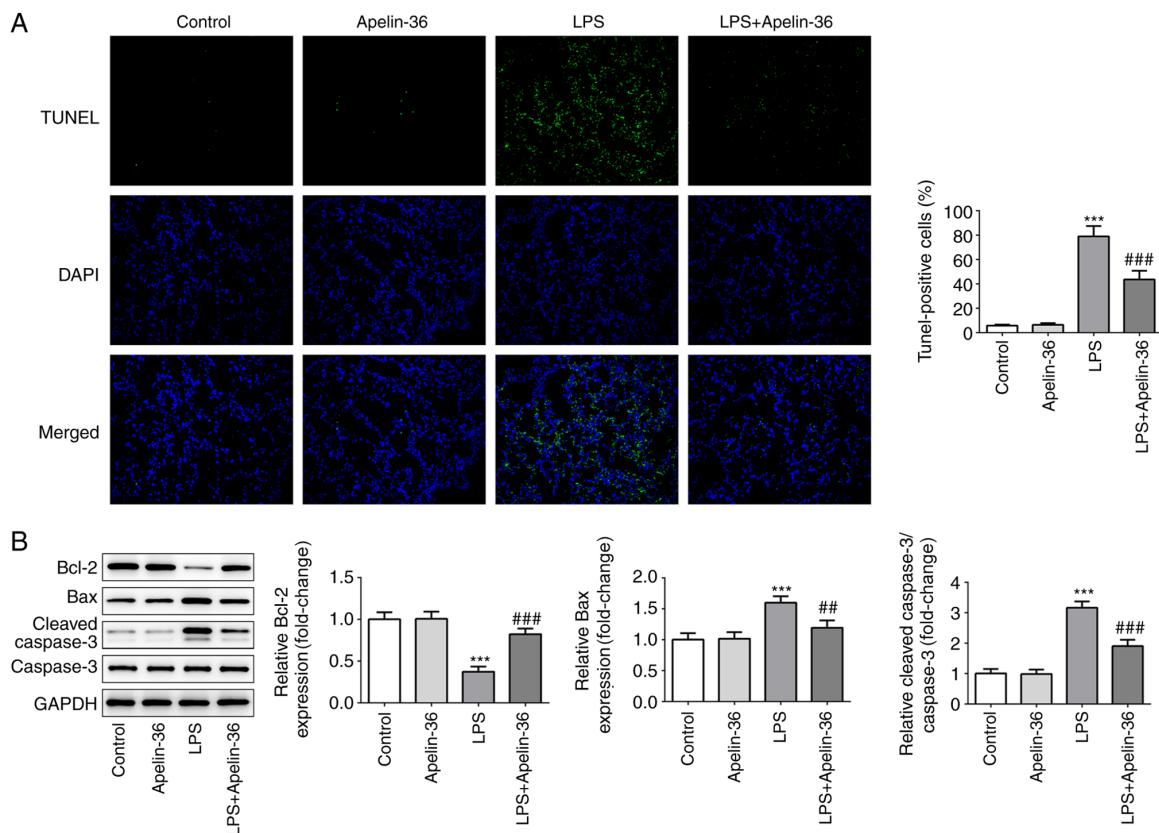 A
Control
Apelin-36
LPS
LPS+Apelin-36
TUNEL
DAPI
Merged
Tunel-positive cells (%)
100
80
60
40
20
0
***
###
Control
Apelin-36
LPS
LPS+Apelin-36
B
Bcl-2
Bax
Cleaved
caspase-3
Caspase-3
GAPDH
Control
Apelin-36
LPS
LPS+Apelin-36
Relative Bcl-2
expression (fold-change)
1.5
1.0
0.5
0.0
***
###
Control
Apelin-36
LPS
LPS+Apelin-36
Relative Bax
expression (fold-change)
2.0
1.5
1.0
0.5
0.0
***
##
Control
Apelin-36
LPS
LPS+Apelin-36
Relative cleaved caspase-3/
caspase-3 (fold-change)
4
3
2
1
0
***
###
Control
Apelin-36
LPS
LPS+Apelin-36